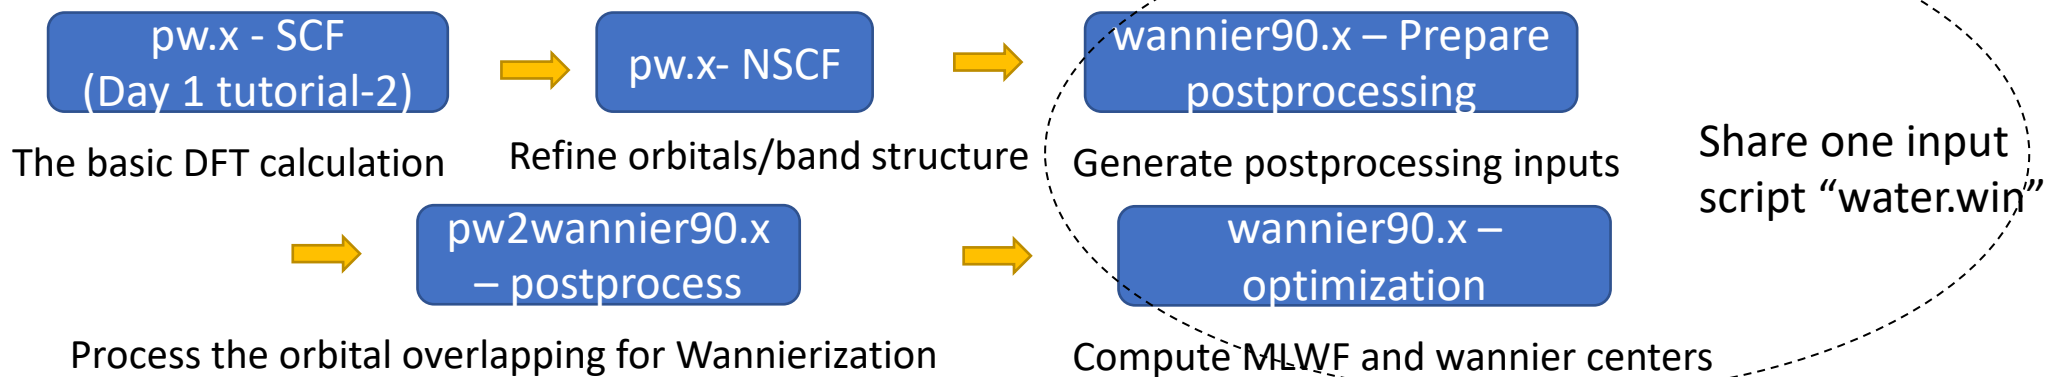 pw.x - SCF
(Day 1 tutorial-2)
pw.x- NSCF
wannier90.x – Prepare
postprocessing
The basic DFT calculation
Refine orbitals/band structure
Generate postprocessing inputs
Share one input
script “water.win”
pw2wannier90.x
– postprocess
wannier90.x –
optimization
Process the orbital overlapping for Wannierization
Compute MLWF and wannier centers